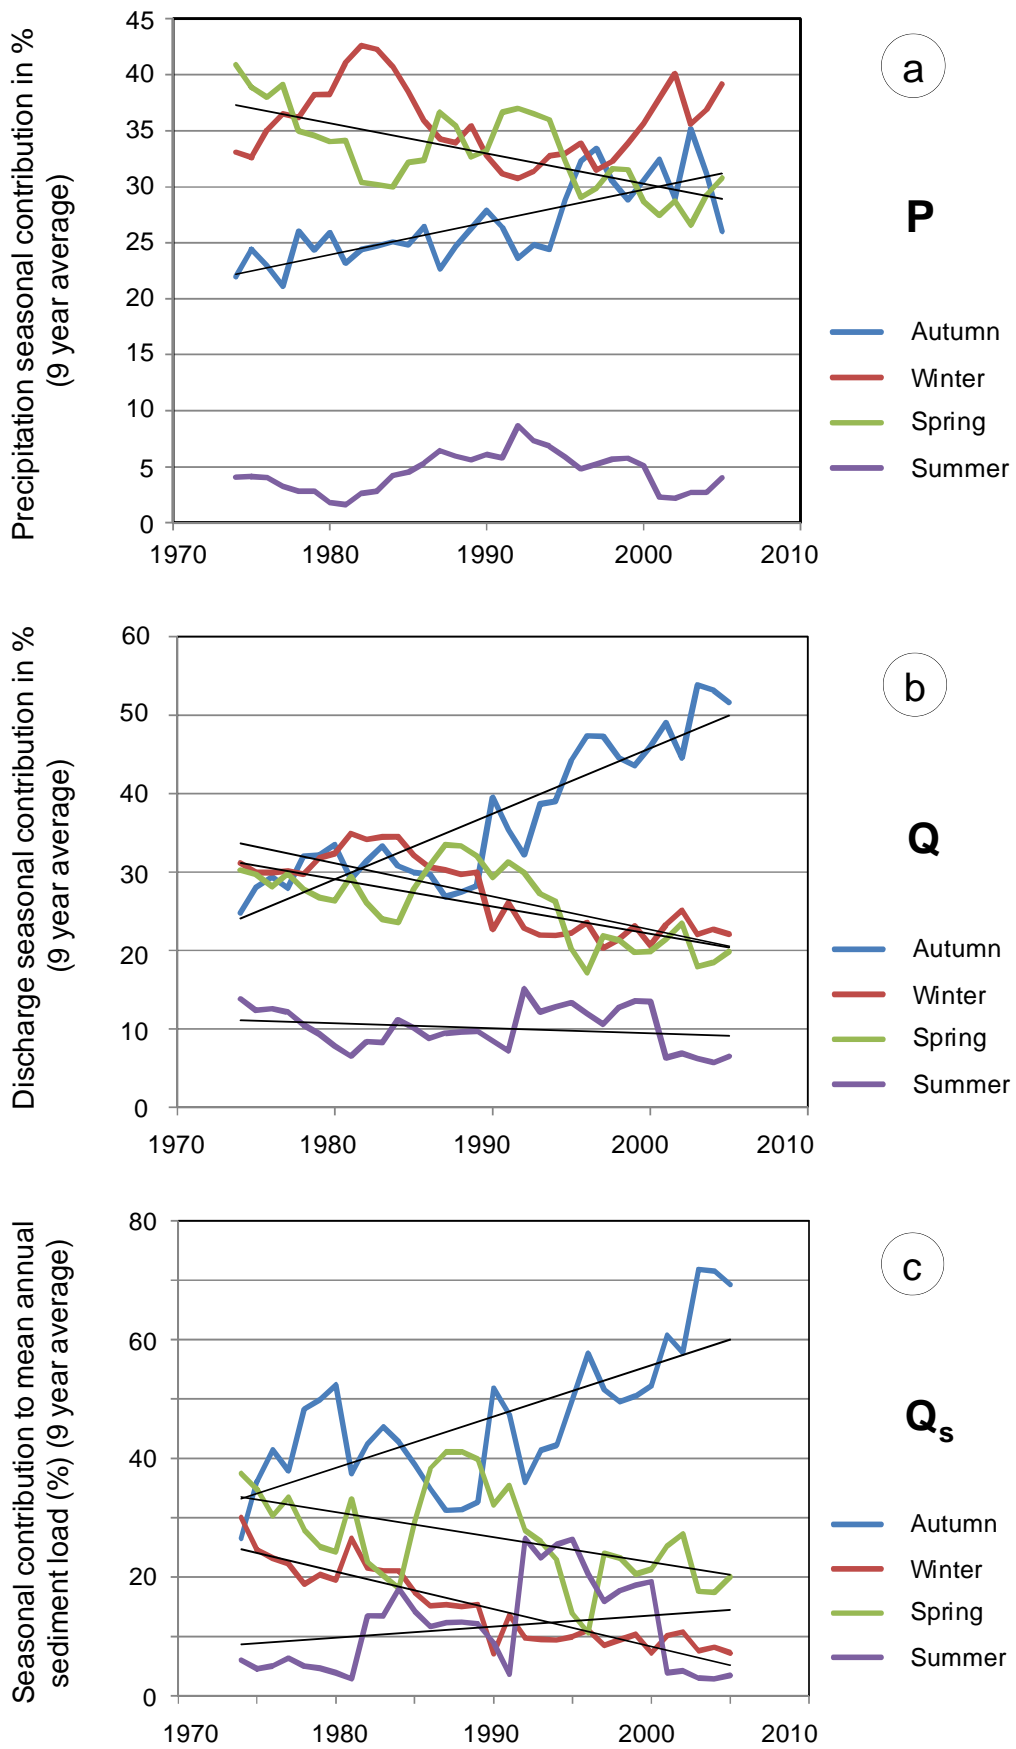 Precipitation seasonal contribution in %
(9 year average)
45
40
35
30
25
20
15
10
5
0
1970
1980
1990
2000
2010
a
P
Autumn
Winter
Spring
Summer
Discharge seasonal contribution in %
(9 year average)
60
50
40
30
20
10
0
1970
1980
1990
2000
2010
b
Q
Autumn
Winter
Spring
Summer
Seasonal contribution to mean annual
sediment load (%) (9 year average)
80
60
40
20
0
1970
1980
1990
2000
2010
c
Qs
Autumn
Winter
Spring
Summer